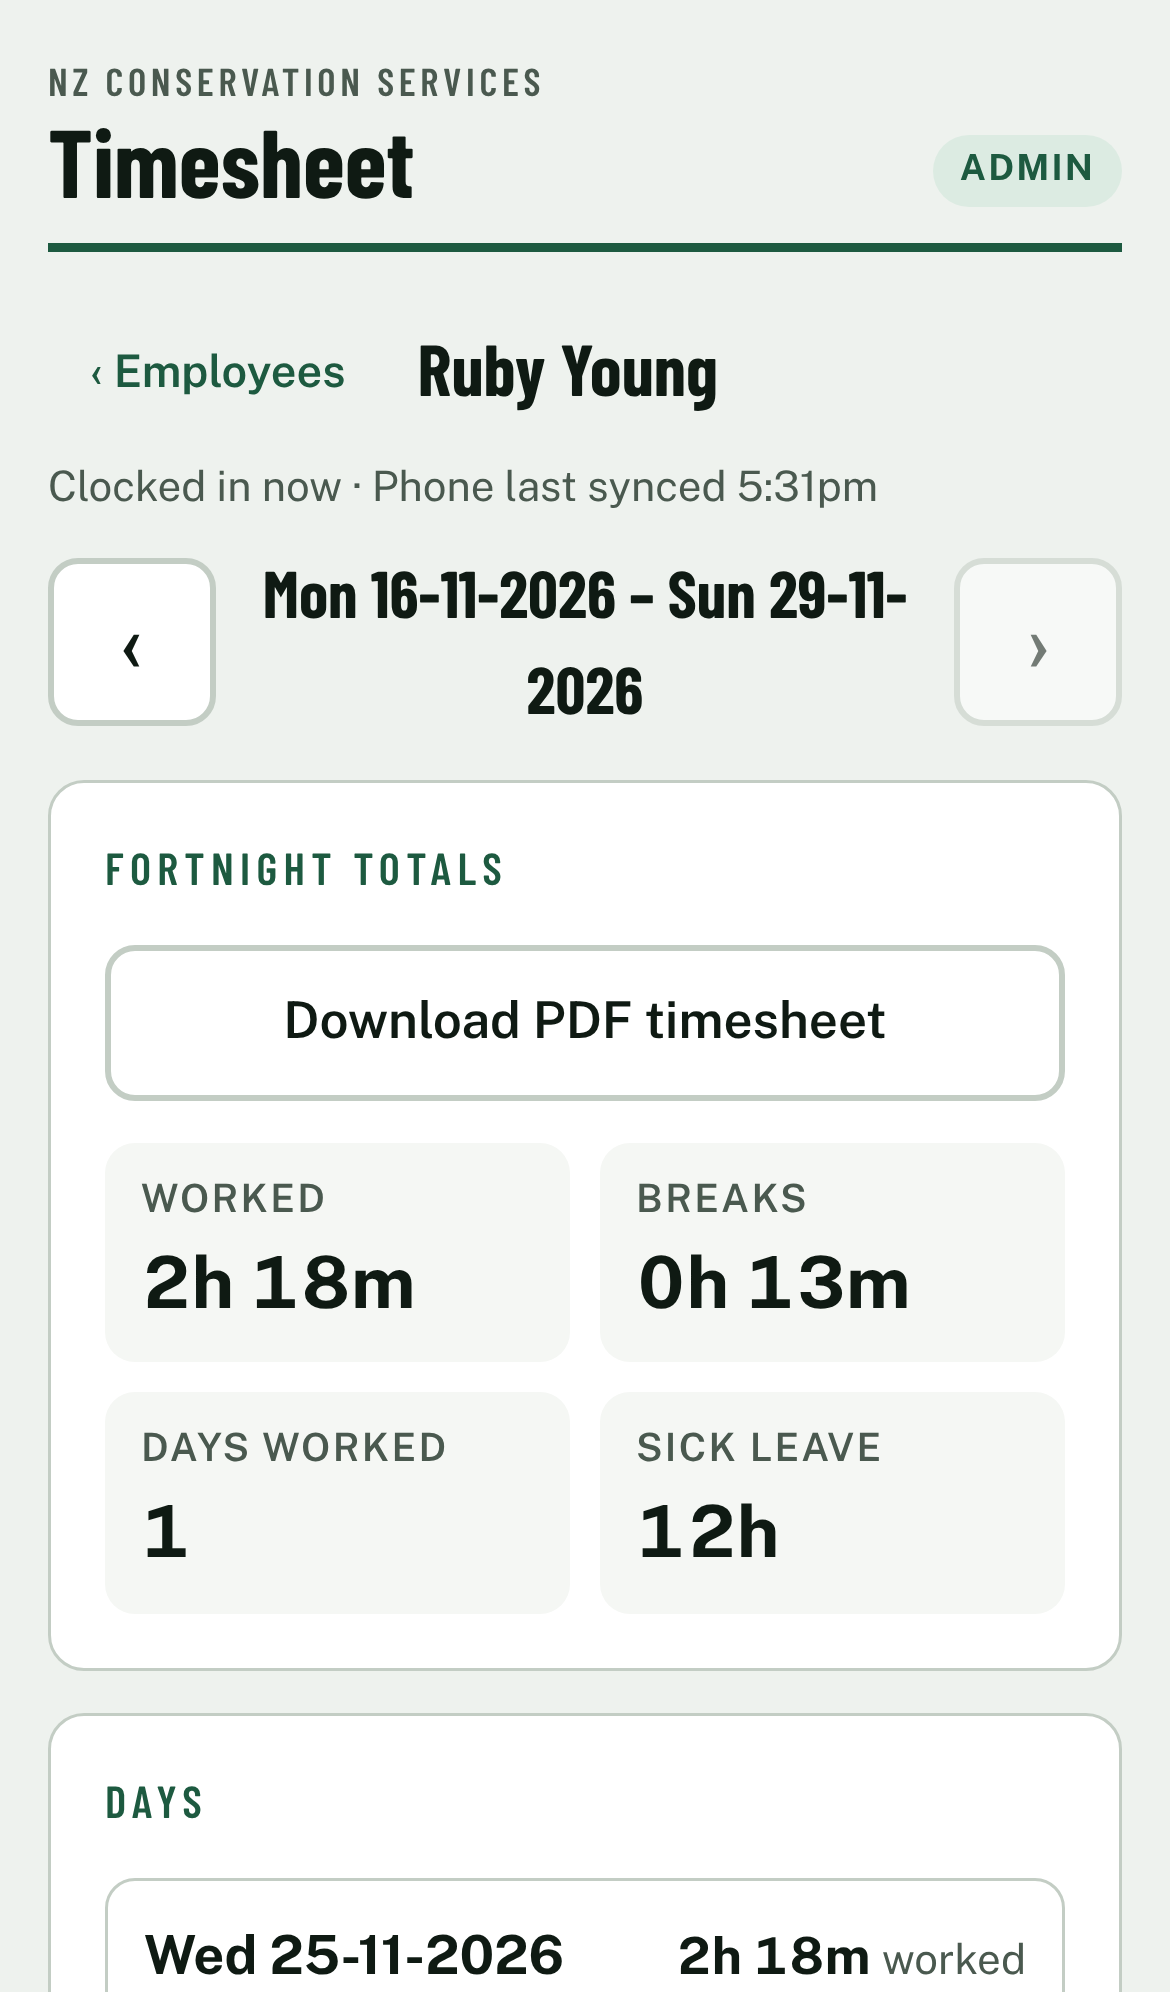 NZ CONSERVATION SERVICES
Timesheet
ADMIN
‹ Employees
Ruby Young
Clocked in now · Phone last synced 5:31pm
‹
Mon 16-11-2026 – Sun 29-11-
2026
›
FORTNIGHT TOTALS
Download PDF timesheet
WORKED
2h 18m
BREAKS
0h 13m
DAYS WORKED
1
SICK LEAVE
12h
DAYS
Wed 25-11-2026
2h 18m worked